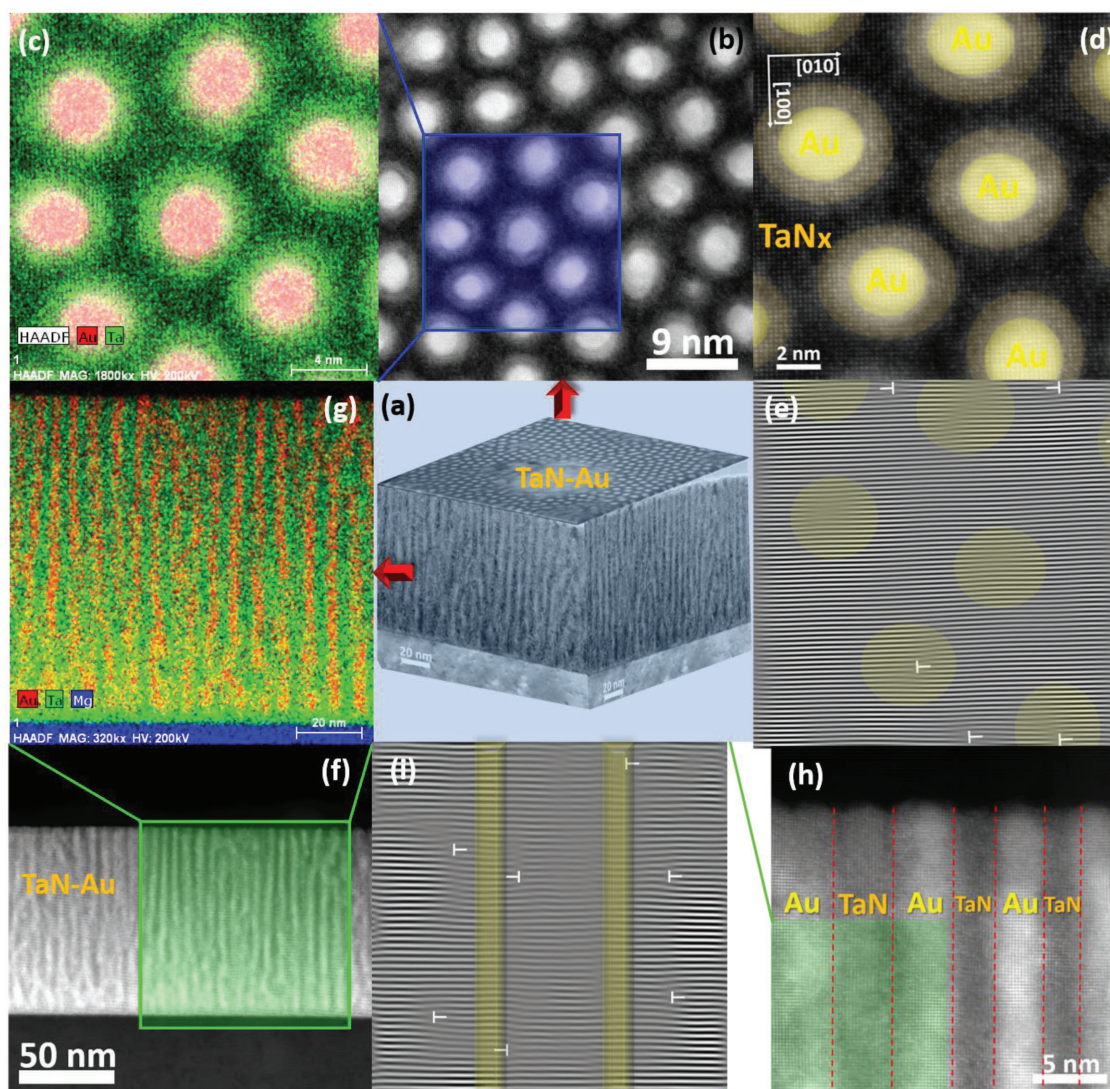 (c)
HAADF Au Ta
1
4 nm
HAADF MAG: 1800kx HV: 200kV
(b)
9 nm
(d)
[010]
[100]
Au
Au
Au
TaNx
Au
Au
2 nm
(g)
Au Ta Mg
1
20 nm
HAADF MAG: 320kx HV: 200kV
(a)
TaN-Au
20 nm
20 nm
(e)
(f)
TaN-Au
50 nm
(i)
(h)
Au TaN Au TaN Au TaN
5 nm